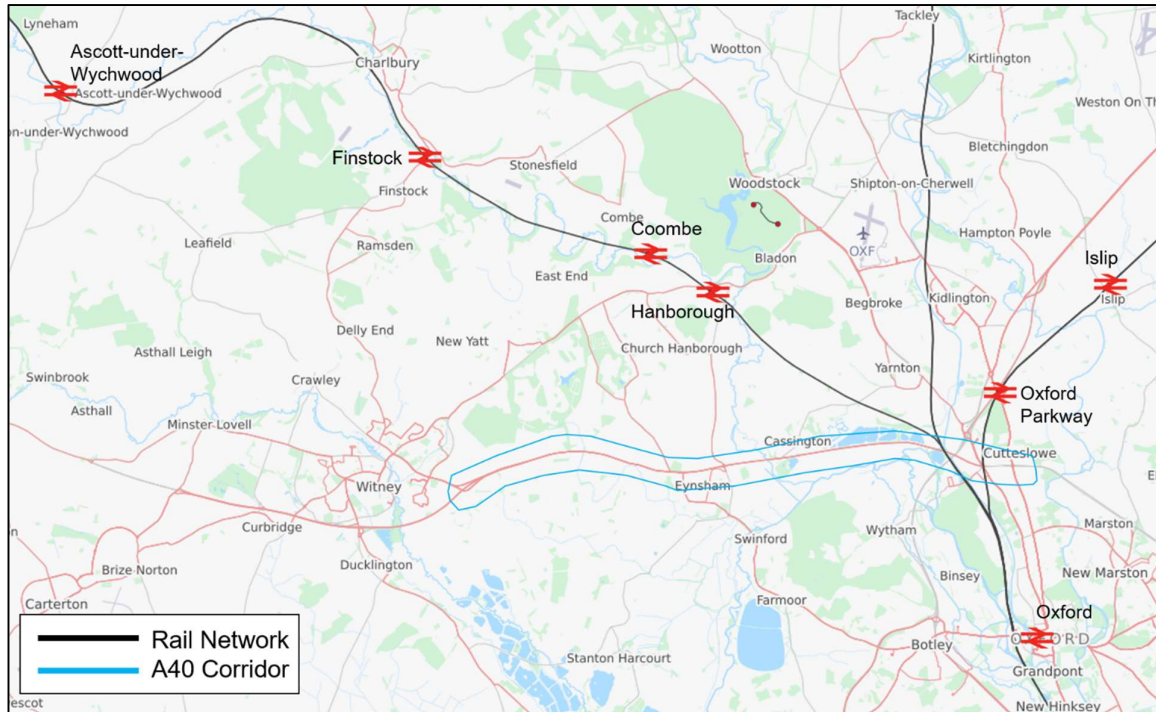 Lyneham
Tackley
Ascott-under-
Wychwood
Wootton
Charlbury
Kirtlington
Ascott-under-Wychwood
Weston On Th
on-under-Wychwood
Finstock
Stonesfield
Bletchingdon
Finstock
Woodstock
Shipton-on-Cherwell
Combe
Coombe
Hampton Poyle
Leafield
Ramsden
OXF
Bladon
Islip
East End
Begbroke
Kidlington
Islip
Hanborough
Delly End
New Yatt
Church Hanborough
Asthall Leigh
Yarnton
Swinbrook
Crawley
Oxford
Parkway
Asthall
Minster Lovell
Cassington
Cutteslowe
Witney
Eynsham
Curbridge
Wytham
Marston
Swinford
Ducklington
Brize Norton
Binsey
New Marston
Carterton
Farmoor
Oxford
OXFORD
Rail Network
Botley
Stanton Harcourt
A40 Corridor
Grandpont
rescot
New Hinksey